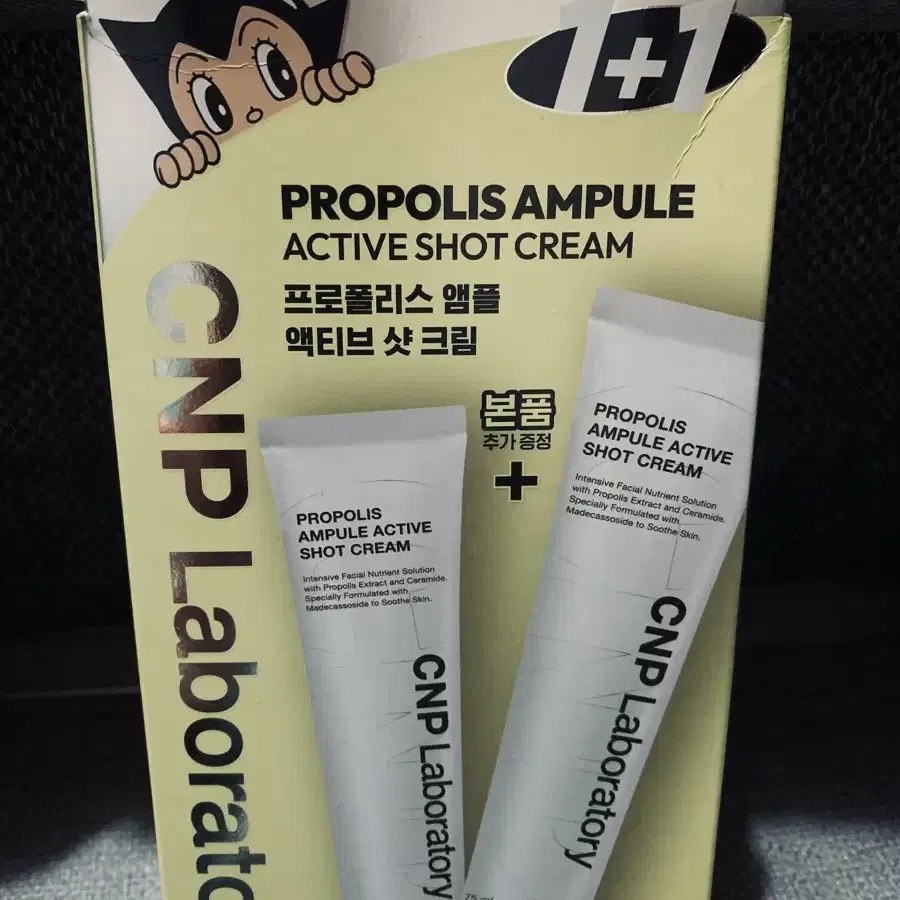 1+1
PROPOLIS AMPULE
ACTIVE SHOT CREAM
프로폴리스 앰플
액티브 샷 크림
CNP Laborato
본품
추가 증정
+
PROPOLIS
AMPULE ACTIVE
SHOT CREAM
Intensive Facial Nutrient Solution
with Propolis Extract and Ceramide.
Specially Formulated with
Madecassoside to Soothe Skin.
CNP Laboratory
PROPOLIS
AMPULE ACTIVE
SHOT CREAM
Intensive Facial Nutrient Solution
with Propolis Extract and Ceramide.
Specially Formulated with
Madecassoside to Soothe Skin.
CNP Laboratory
75 ml